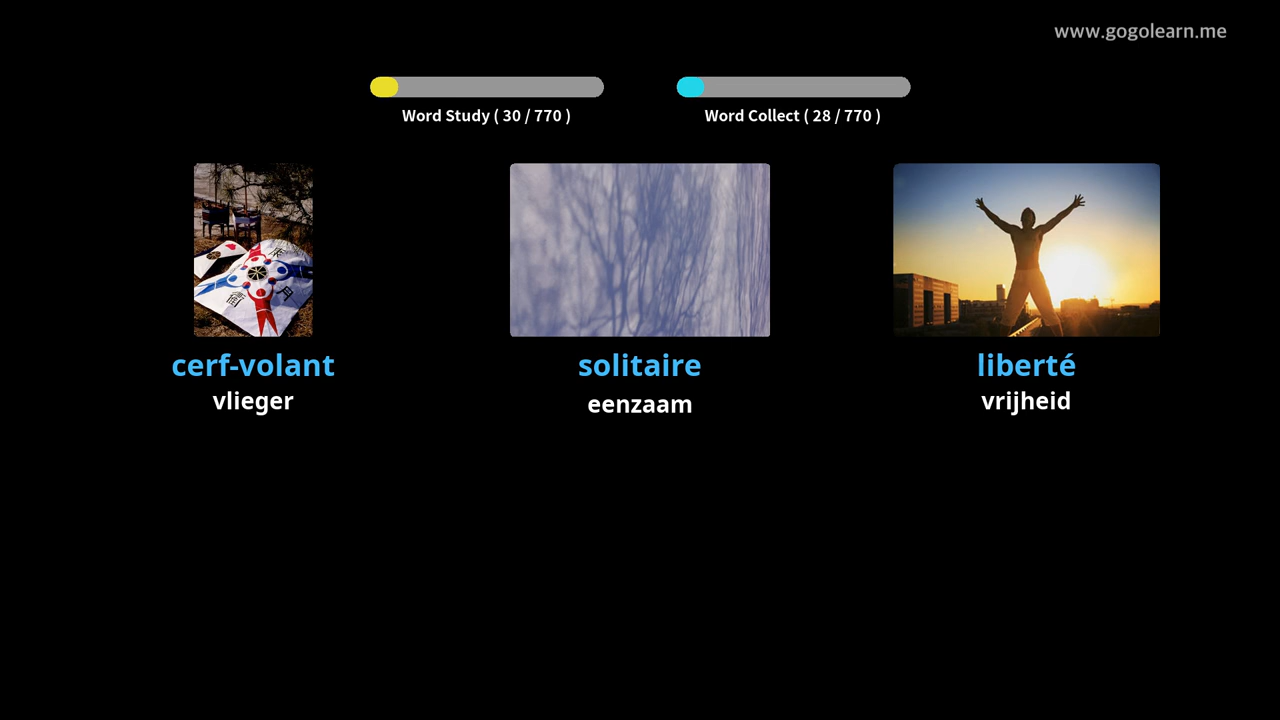 www.gogolearn.me
Word Study ( 30 / 770 )
Word Collect ( 28 / 770 )
cerf-volant
vlieger
solitaire
eenzaam
liberté
vrijheid